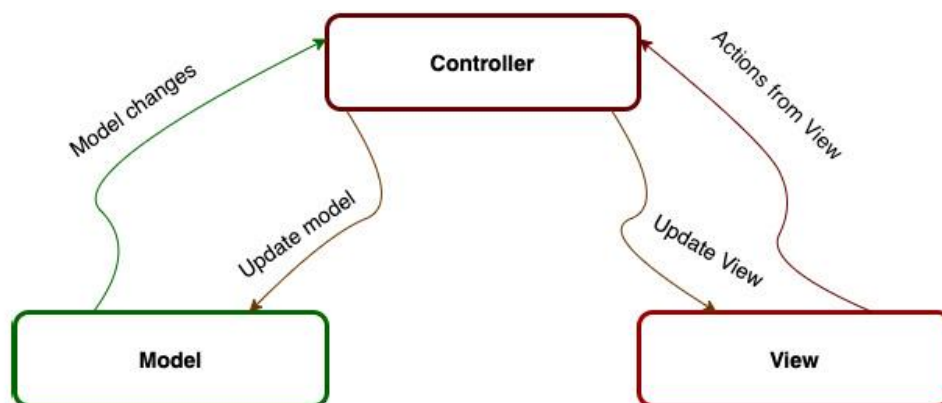 Controller
Model changes
Actions from View
Update model
Update View
Model
View